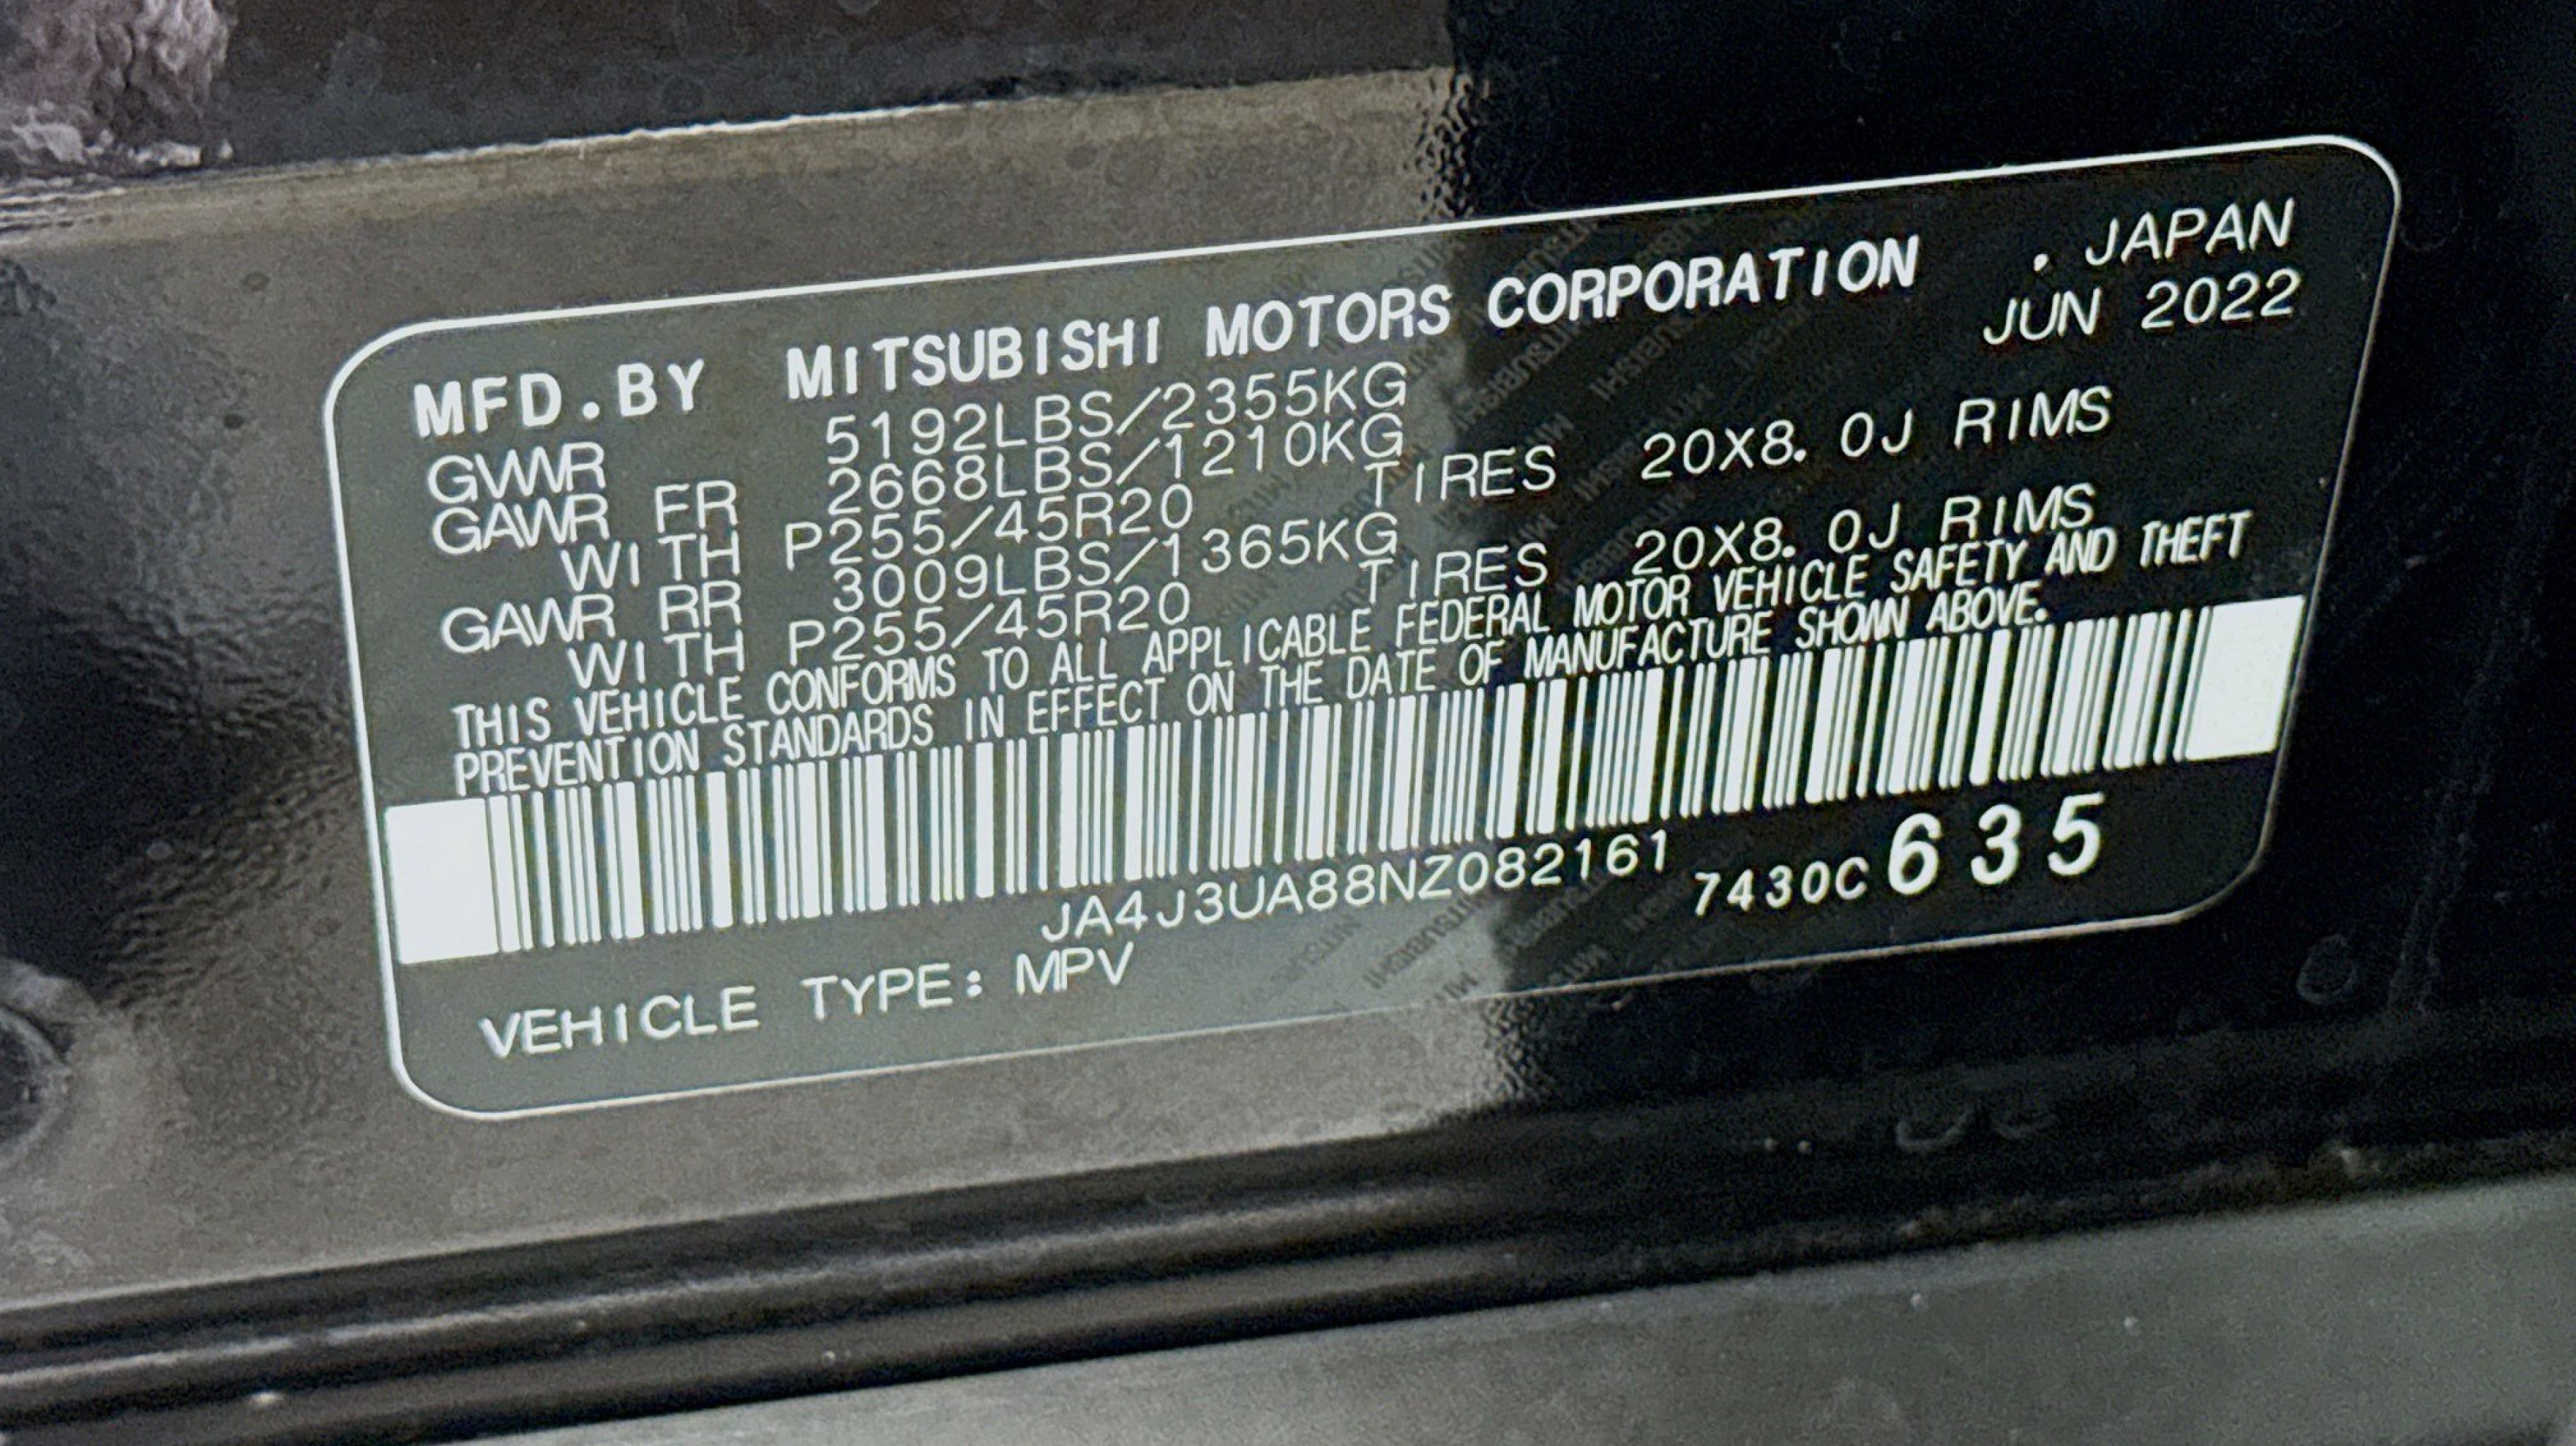 MFD.BY MITSUBISHI MOTORS CORPORATION . JAPAN
JUN 2022
GVWR 5192LBS/2355KG
GAWR FR 2668LBS/1210KG
WITH P255/45R20 TIRES 20X8.0J RIMS
GAWR RR 3009LBS/1365KG
WITH P255/45R20 TIRES 20X8.0J RIMS
THIS VEHICLE CONFORMS TO ALL APPLICABLE FEDERAL MOTOR VEHICLE SAFETY AND THEFT
PREVENTION STANDARDS IN EFFECT ON THE DATE OF MANUFACTURE SHOWN ABOVE.
JA4J3UA88NZ082161 7430C635
VEHICLE TYPE: MPV